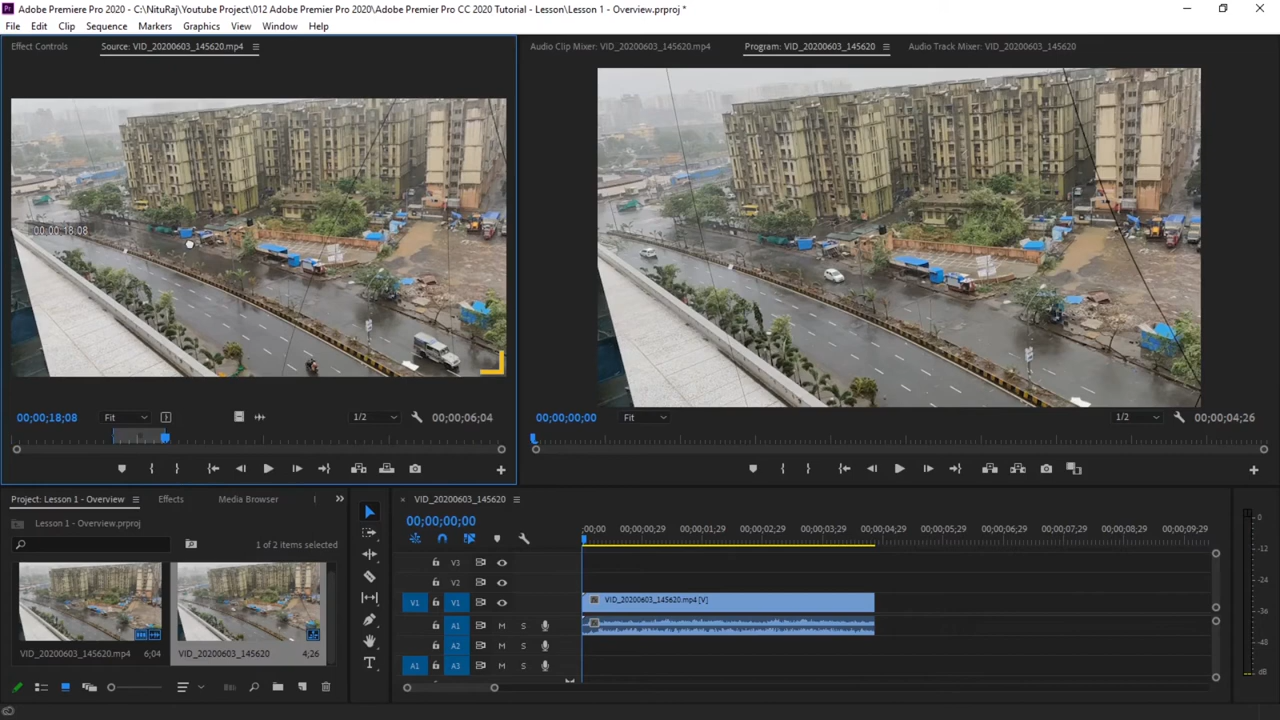 Adobe Premiere Pro 2020 - C:\NituRaj\Youtube Project\012 Adobe Premier Pro\Adobe Premier Pro CC 2020 Tutorial - Lesson\Lesson 1 - Overview.prproj *
File Edit Clip Sequence Markers Graphics View Window Help
Effect Controls Source: VID_20200603_145620.mp4
Audio Clip Mixer: VID_20200603_145620.mp4 Program: VID_20200603_145620 Audio Track Mixer: VID_20200603_145620
00;00;18;08
00;00;18;08 Fit 1/2 00;00;06;04
00;00;00;00 Fit 1/2 00;00;04;26
Project: Lesson 1 - Overview Effects Media Browser
Lesson 1 - Overview.prproj
1 of 2 items selected
VID_20200603_145620.mp4 6;04
VID_20200603_145620 4;26
VID_20200603_145620
00;00;00;00
;00;00 00;00;00;29 00;00;01;29 00;00;02;29 00;00;03;29 00;00;04;29 00;00;05;29 00;00;06;29 00;00;07;29 00;00;08;29 00;00;09;29
V3
V2
V1 V1 VID_20200603_145620.mp4 [V]
A1 M S
A2 M S
A1 A3 M S
0
-12
-24
-36
-48
dB